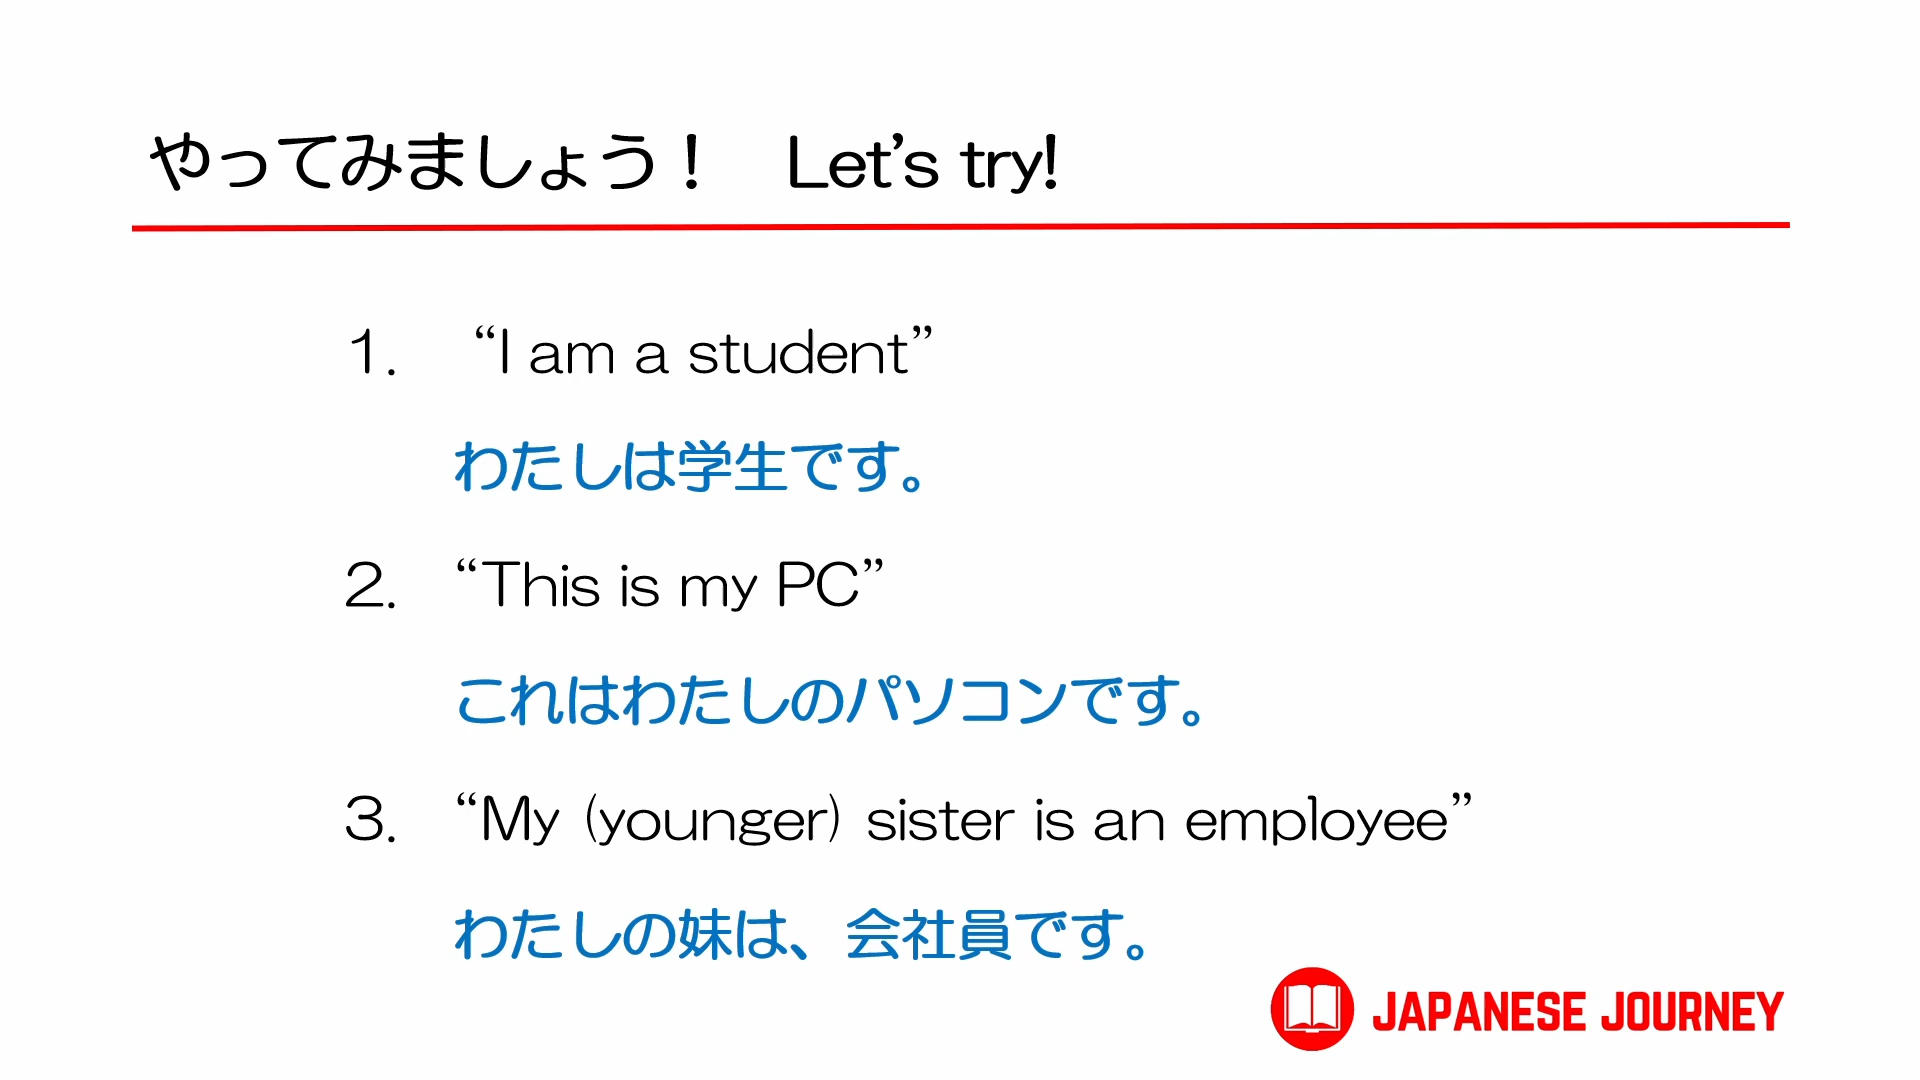 やってみましょう！　Let’s try!
1. “I am a student”
わたしは学生です。
2. “This is my PC”
これはわたしのパソコンです。
3. “My (younger) sister is an employee”
わたしの妹は、会社員です。
JAPANESE JOURNEY